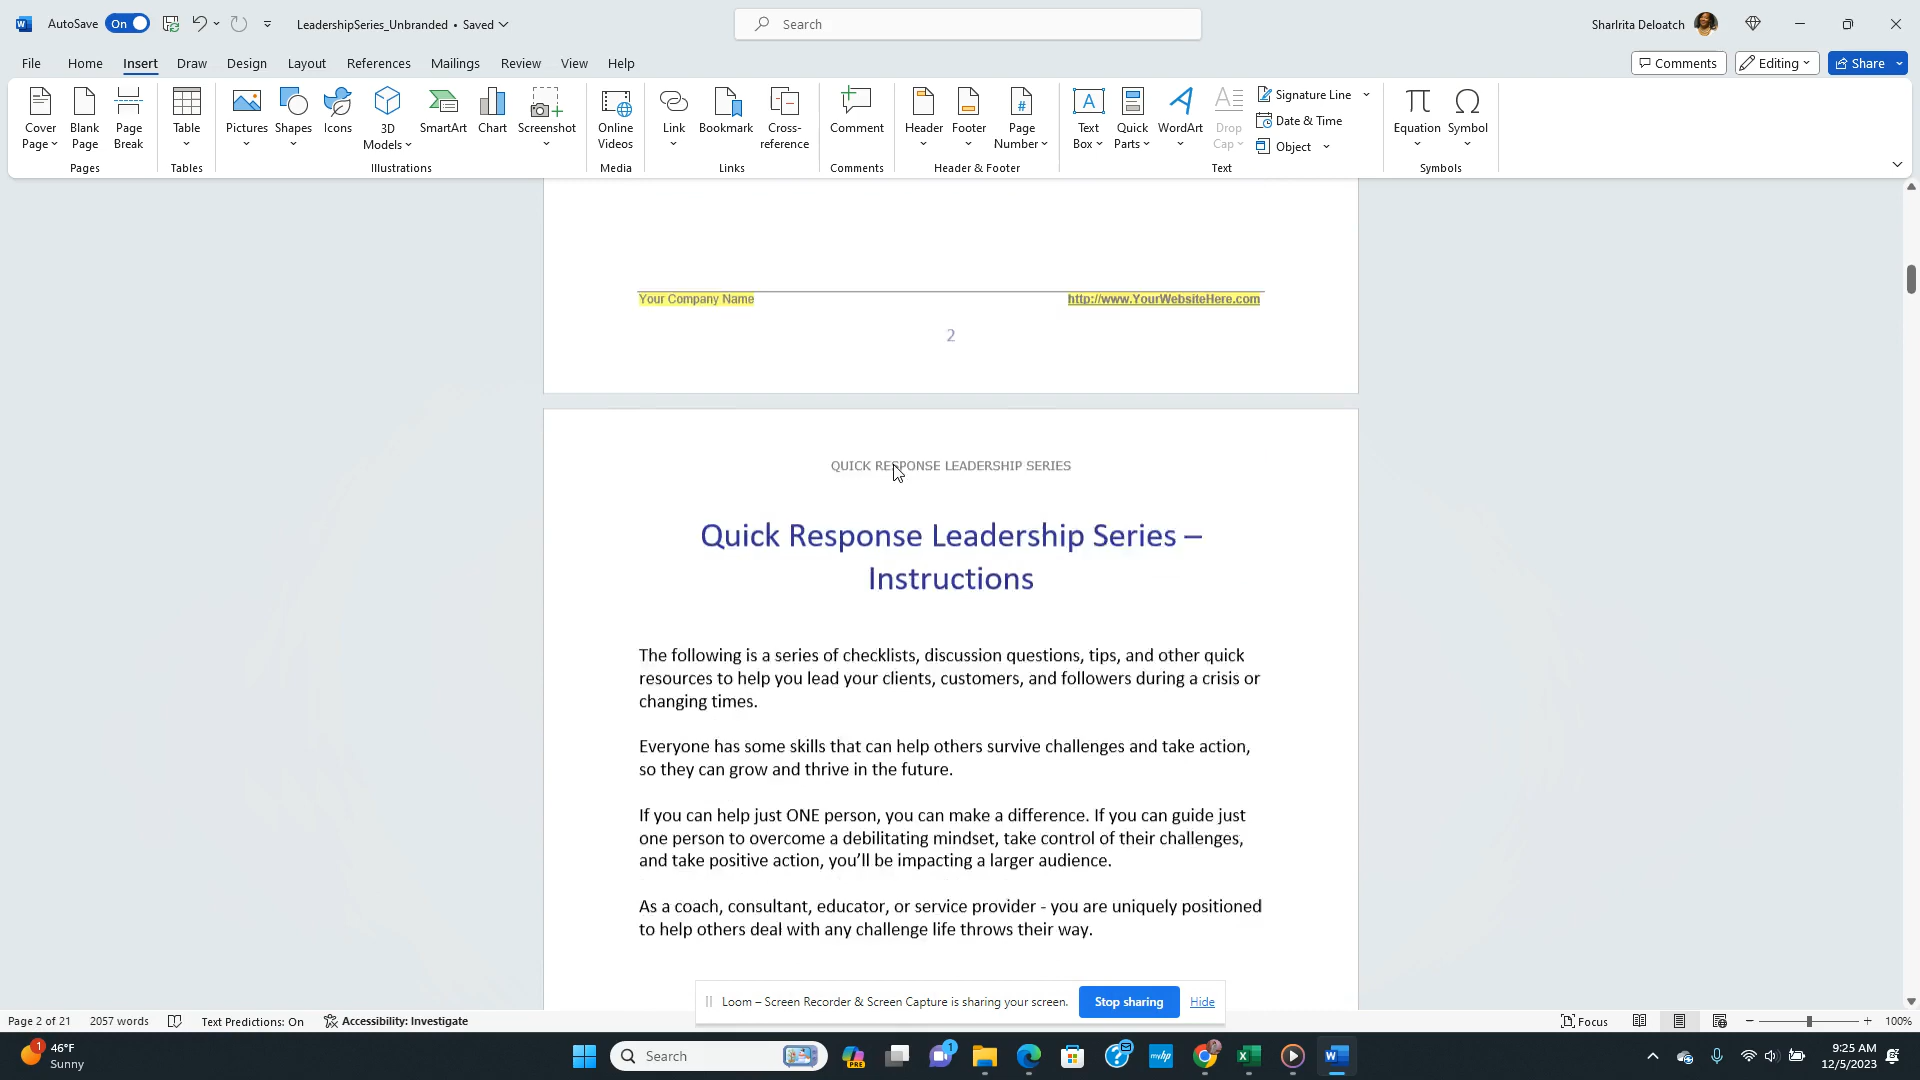 AutoSave On LeadershipSeries_Unbranded • Saved Search SharIrita Deloatch
File Home Insert Draw Design Layout References Mailings Review View Help Comments Editing Share
Cover Page Blank Page Page Break Table Pictures Shapes Icons 3D Models SmartArt Chart Screenshot Online Videos Link Bookmark Cross-reference Comment Header Footer Page Number Text Box Quick Parts WordArt Drop Cap Signature Line Date & Time Object Equation Symbol
Pages Tables Illustrations Media Links Comments Header & Footer Text Symbols
Your Company Name http://www.YourWebsiteHere.com
2
QUICK RESPONSE LEADERSHIP SERIES
Quick Response Leadership Series –
Instructions
The following is a series of checklists, discussion questions, tips, and other quick
resources to help you lead your clients, customers, and followers during a crisis or
changing times.
Everyone has some skills that can help others survive challenges and take action,
so they can grow and thrive in the future.
If you can help just ONE person, you can make a difference. If you can guide just
one person to overcome a debilitating mindset, take control of their challenges,
and take positive action, you’ll be impacting a larger audience.
As a coach, consultant, educator, or service provider - you are uniquely positioned
to help others deal with any challenge life throws their way.
Loom – Screen Recorder & Screen Capture is sharing your screen. Stop sharing Hide
Page 2 of 21 2057 words Text Predictions: On Accessibility: Investigate Focus 100%
1 46°F Search PRE 1 myhp 9:25 AM
Sunny 12/5/2023